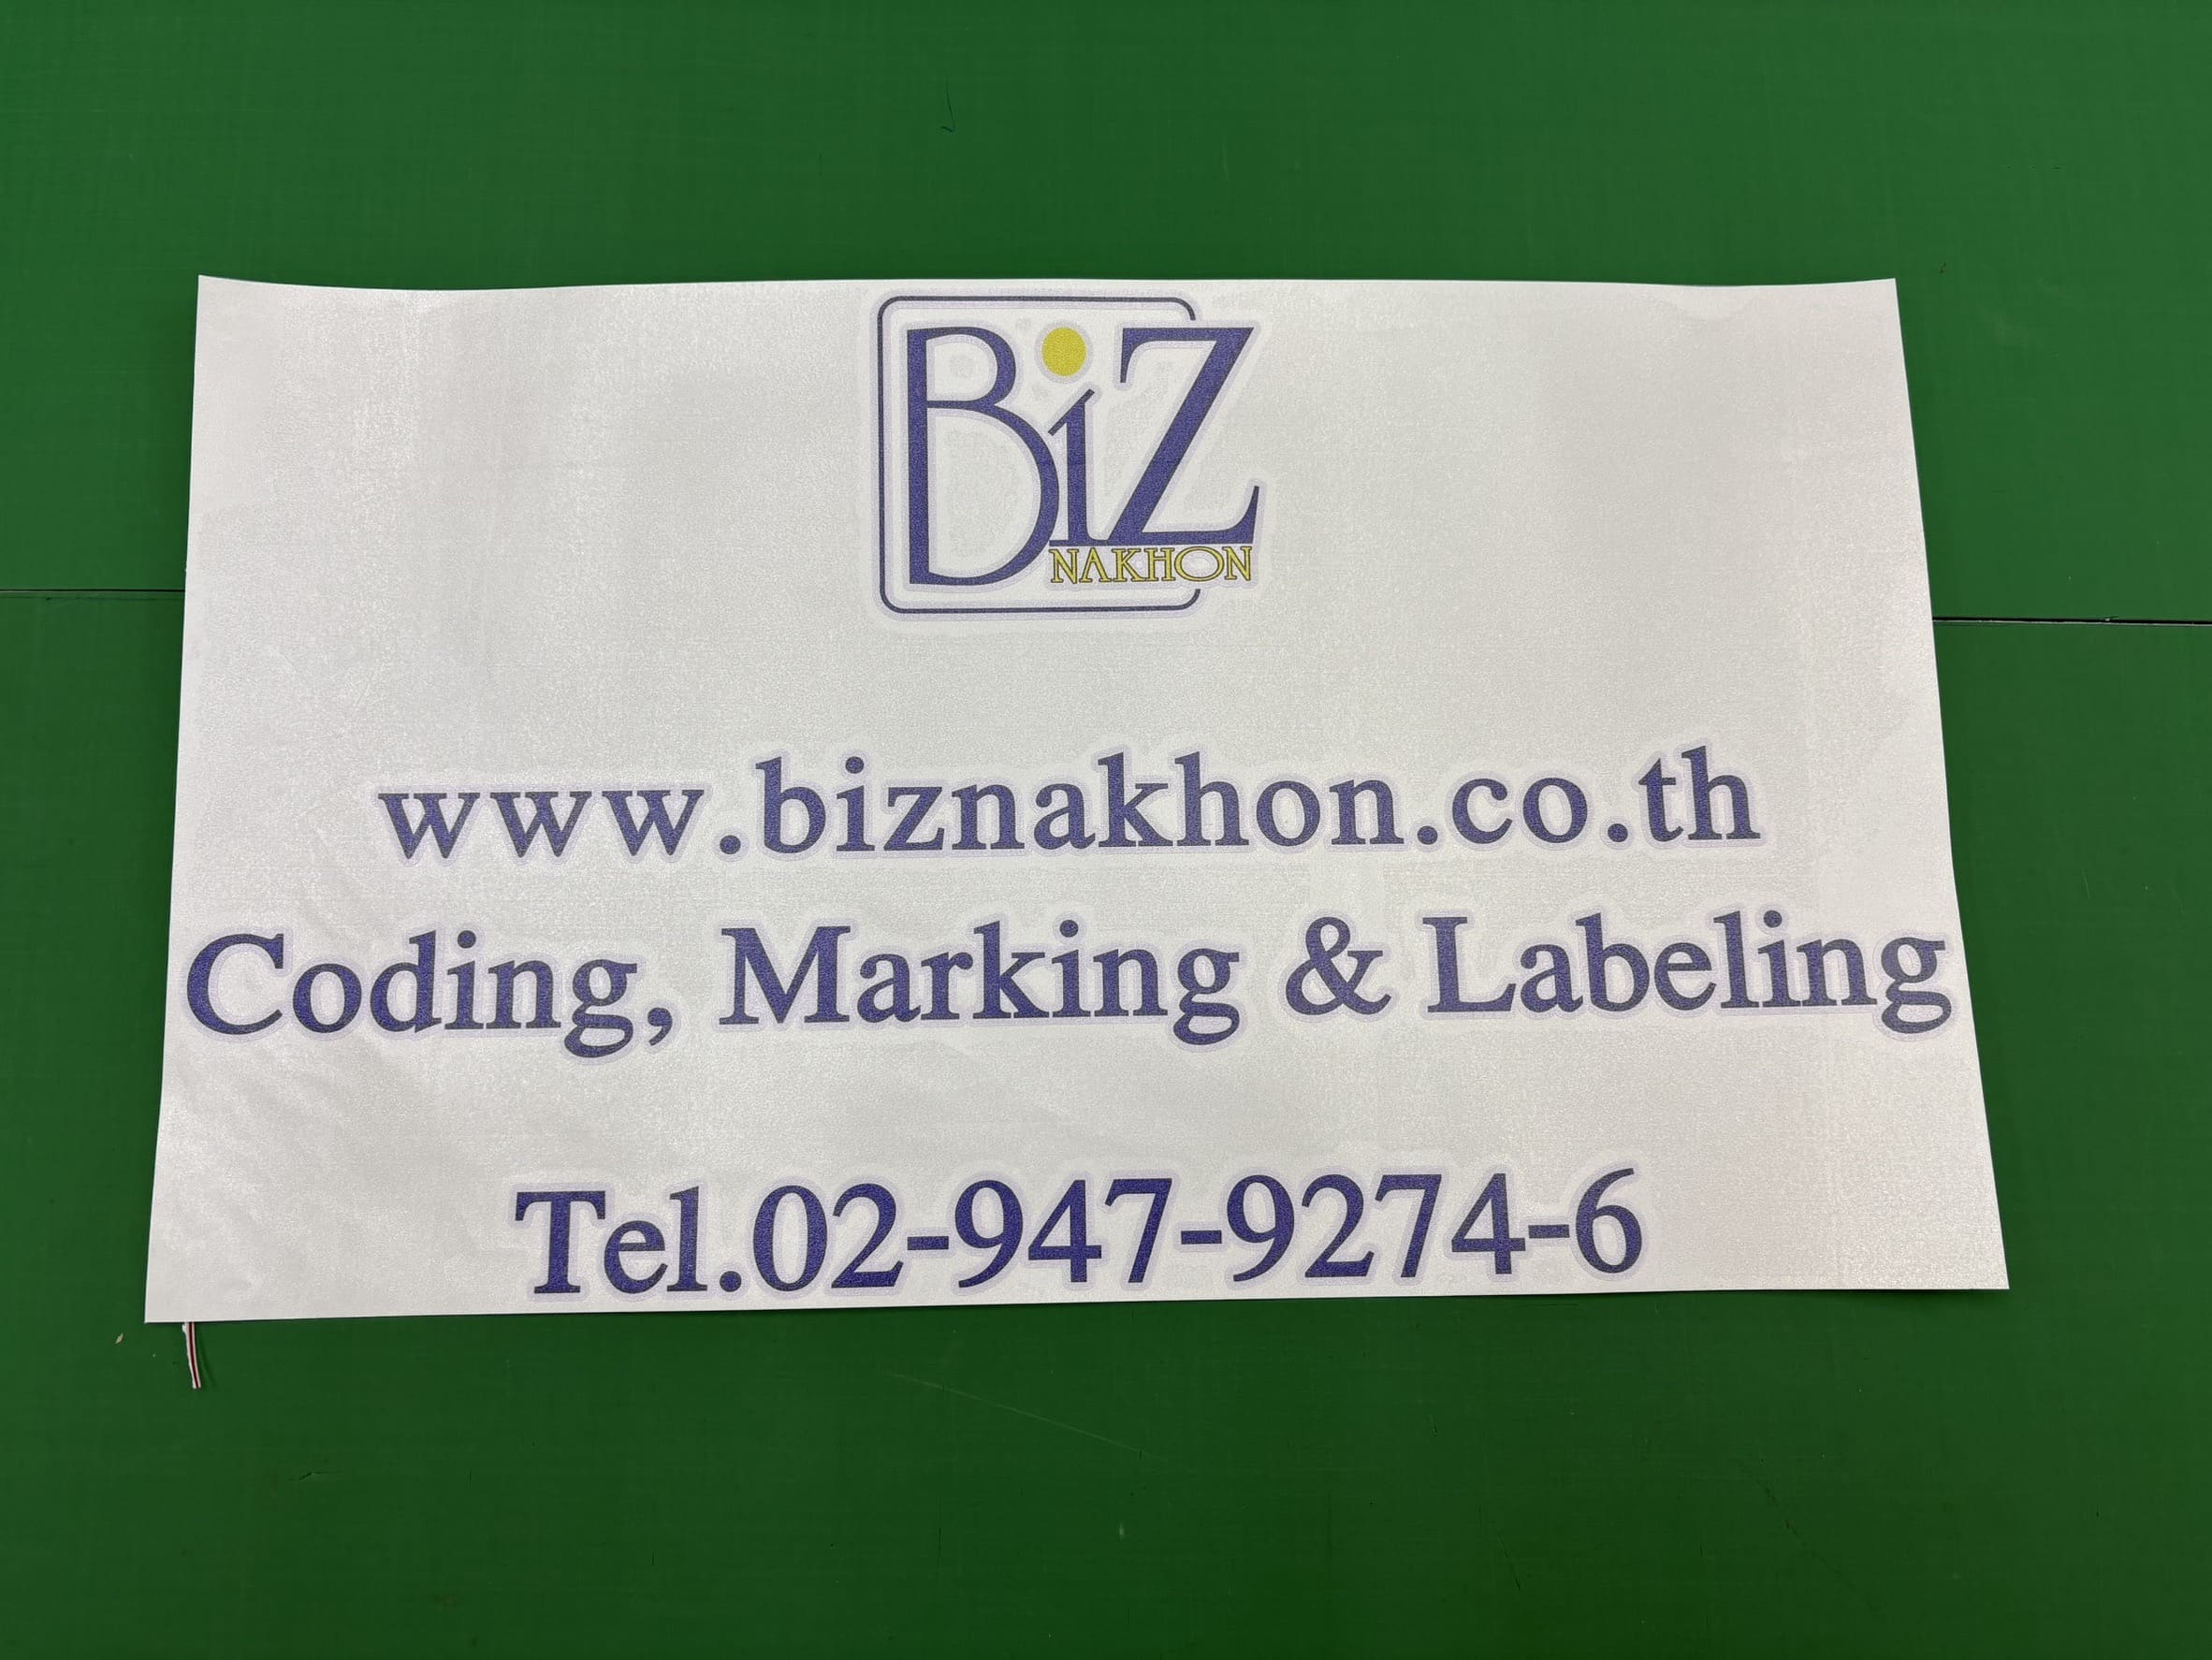 BiZ
NAKHON
www.biznakhon.co.th
Coding, Marking & Labeling
Tel.02-947-9274-6